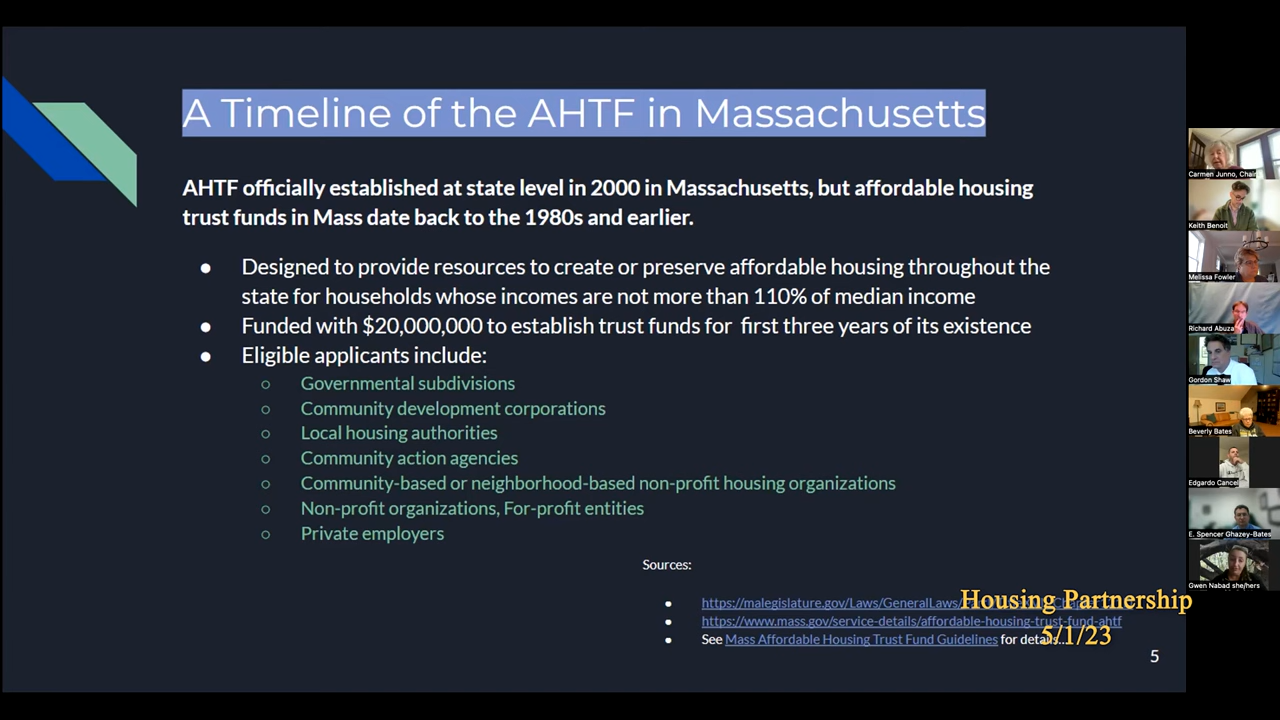 A Timeline of the AHTF in Massachusetts
AHTF officially established at state level in 2000 in Massachusetts, but affordable housing
trust funds in Mass date back to the 1980s and earlier.
● Designed to provide resources to create or preserve affordable housing throughout the
state for households whose incomes are not more than 110% of median income
● Funded with $20,000,000 to establish trust funds for first three years of its existence
● Eligible applicants include:
○ Governmental subdivisions
○ Community development corporations
○ Local housing authorities
○ Community action agencies
○ Community-based or neighborhood-based non-profit housing organizations
○ Non-profit organizations, For-profit entities
○ Private employers
Sources:
● https://malegislature.gov/Laws/GeneralLaws/
● https://www.mass.gov/service-details/affordable-housing-trust-fund-ahtf
● See Mass Affordable Housing Trust Fund Guidelines for details...
5
Housing Partnership
5/1/23
Carmen Junno, Chair
Keith Benoit
Melissa Fowler
Richard Abuza
Gordon Shaw
Beverly Bates
Edgardo Cancel
E. Spencer Ghazey-Bates
Gwen Nabad she/hers